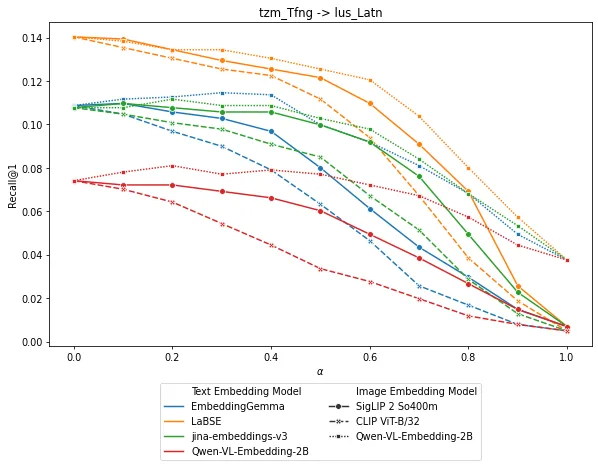 tzm_Tfng -> lus_Latn
Recall@1
0.14
0.12
0.10
0.08
0.06
0.04
0.02
0.00
0.0
0.2
0.4
0.6
0.8
1.0
α
Text Embedding Model
EmbeddingGemma
LaBSE
jina-embeddings-v3
Qwen-VL-Embedding-2B
Image Embedding Model
SigLIP 2 So400m
CLIP ViT-B/32
Qwen-VL-Embedding-2B